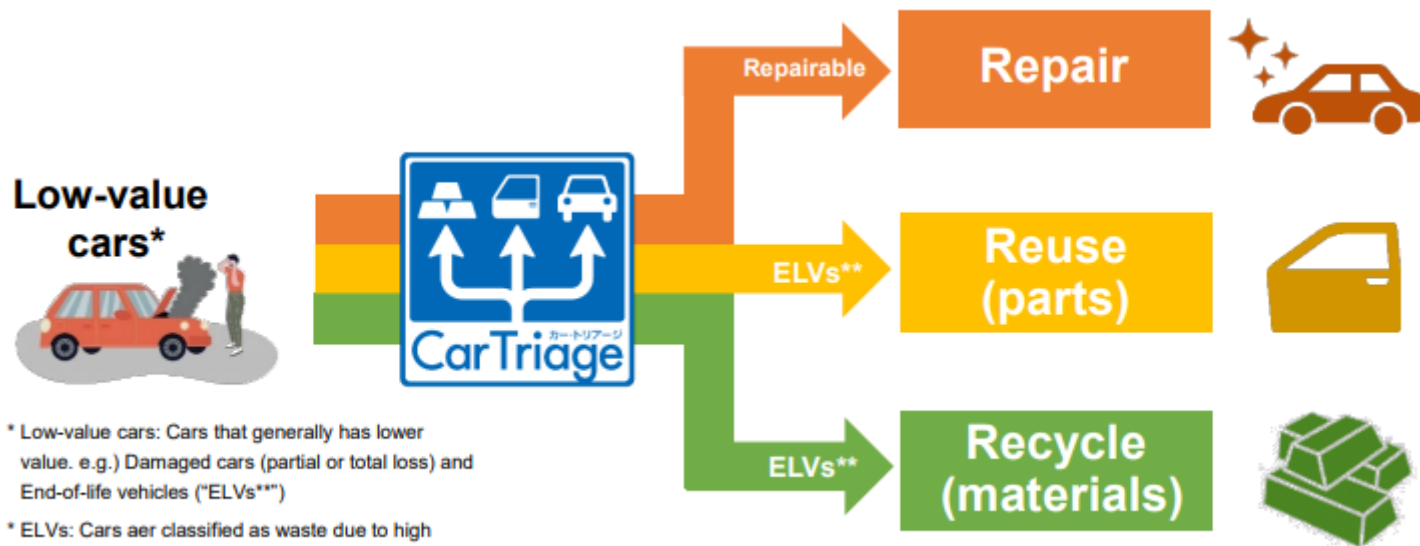 Low-value
cars*
カー・トリアージ
CarTriage
Repairable
Repair
ELVs**
Reuse
(parts)
ELVs**
Recycle
(materials)
* Low-value cars: Cars that generally has lower
value. e.g.) Damaged cars (partial or total loss) and
End-of-life vehicles (“ELVs**”)
* ELVs: Cars aer classified as waste due to high